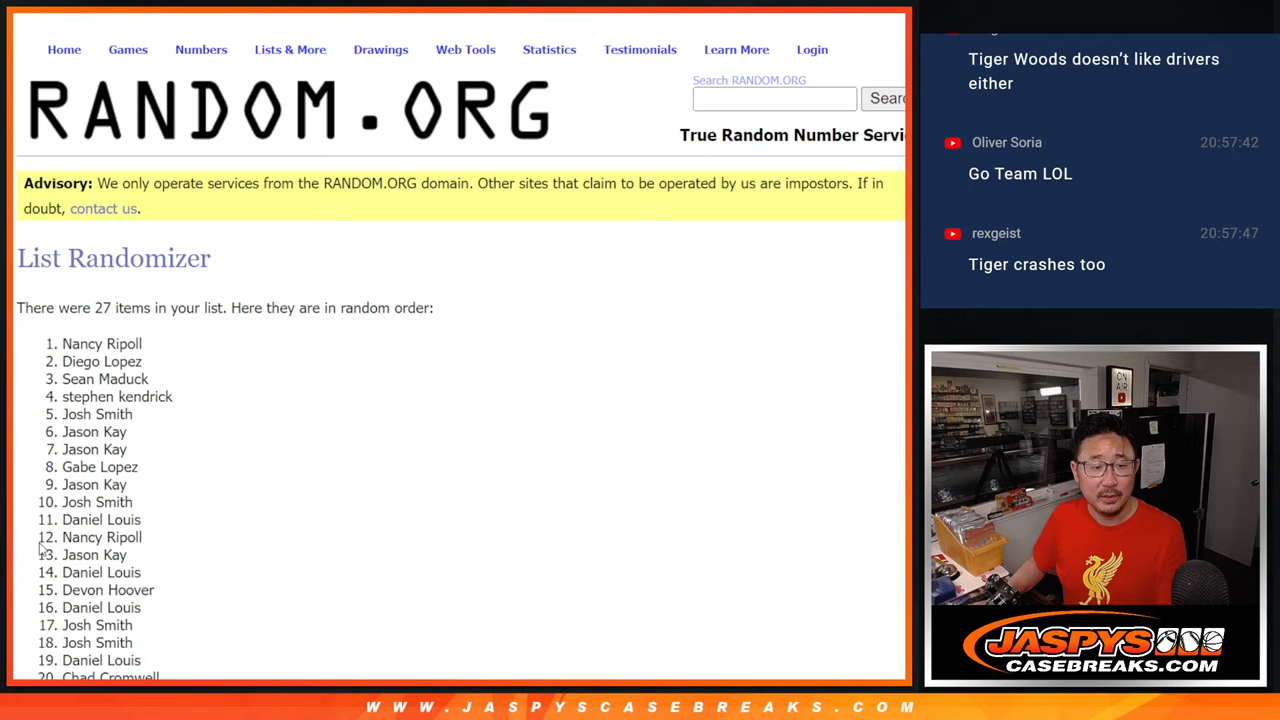 Home Games Numbers Lists & More Drawings Web Tools Statistics Testimonials Learn More Login
RANDOM.ORG
Search RANDOM.ORG
Searc
True Random Number Servi
Advisory: We only operate services from the RANDOM.ORG domain. Other sites that claim to be operated by us are impostors. If in
doubt, contact us.
List Randomizer
There were 27 items in your list. Here they are in random order:
1. Nancy Ripoll
2. Diego Lopez
3. Sean Maduck
4. stephen kendrick
5. Josh Smith
6. Jason Kay
7. Jason Kay
8. Gabe Lopez
9. Jason Kay
10. Josh Smith
11. Daniel Louis
12. Nancy Ripoll
13. Jason Kay
14. Daniel Louis
15. Devon Hoover
16. Daniel Louis
17. Josh Smith
18. Josh Smith
19. Daniel Louis
20. Chad Cromwell
Tiger Woods doesn’t like drivers
either
Oliver Soria 20:57:42
Go Team LOL
rexgeist 20:57:47
Tiger crashes too
ON
AIR
JASPYS
CASEBREAKS.COM
WWW.JASPYSCASEBREAKS.COM